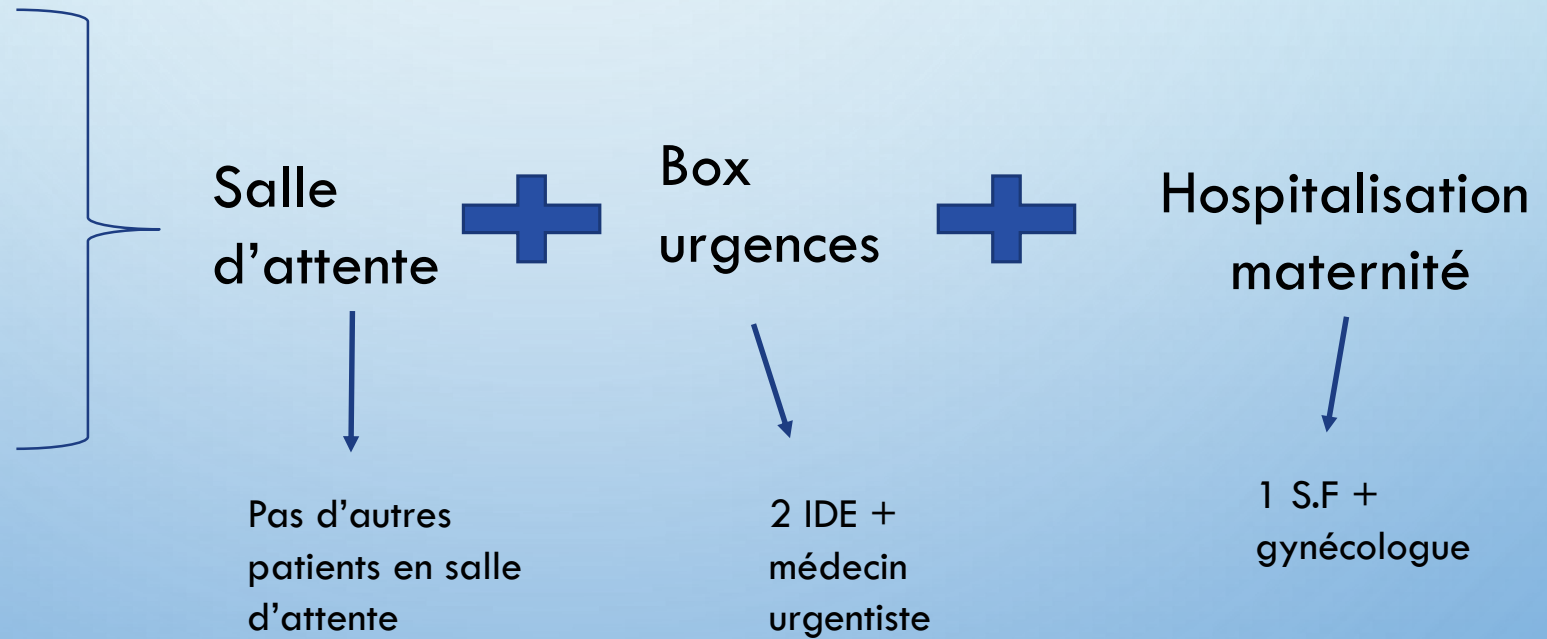 Salle
d'attente
Box
urgences
Hospitalisation
maternité
Pas d'autres
patients en salle
d'attente
2 IDE +
médecin
urgentiste
1 S.F +
gynécologue